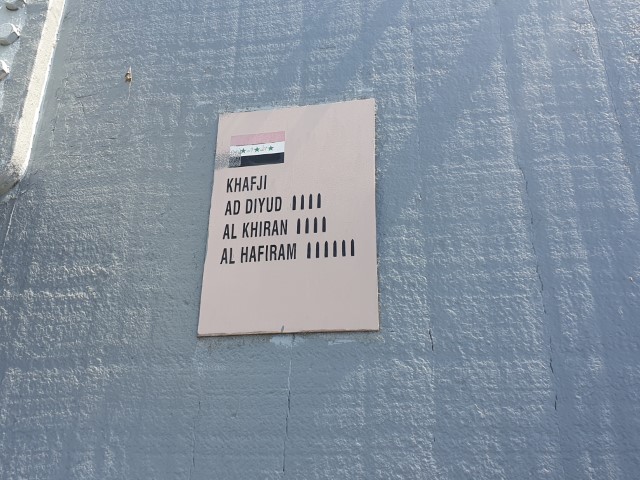 KHAFJI
AD DIYUD
AL KHIRAN
AL HAFIRAM